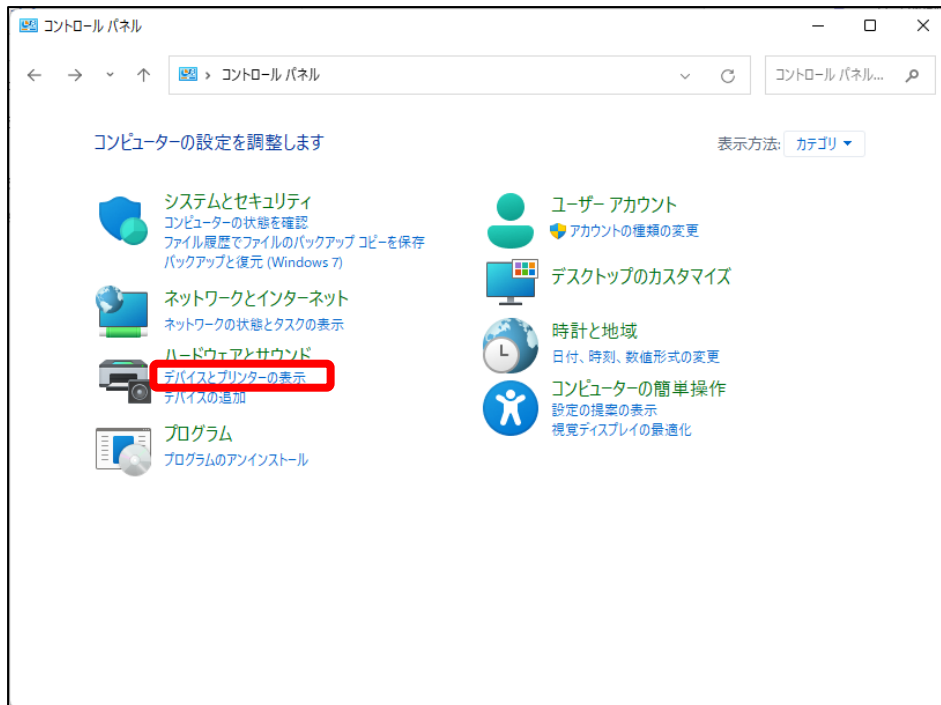 コントロール パネル
コントロール パネル
コントロール パネル...
コンピューターの設定を調整します
表示方法: カテゴリ
システムとセキュリティ
コンピューターの状態を確認
ファイル履歴でファイルのバックアップ コピーを保存
バックアップと復元 (Windows 7)
ネットワークとインターネット
ネットワークの状態とタスクの表示
ハードウェアとサウンド
デバイスとプリンターの表示
デバイスの追加
プログラム
プログラムのアンインストール
ユーザー アカウント
アカウントの種類の変更
デスクトップのカスタマイズ
時計と地域
日付、時刻、数値形式の変更
コンピューターの簡単操作
設定の提案の表示
視覚ディスプレイの最適化